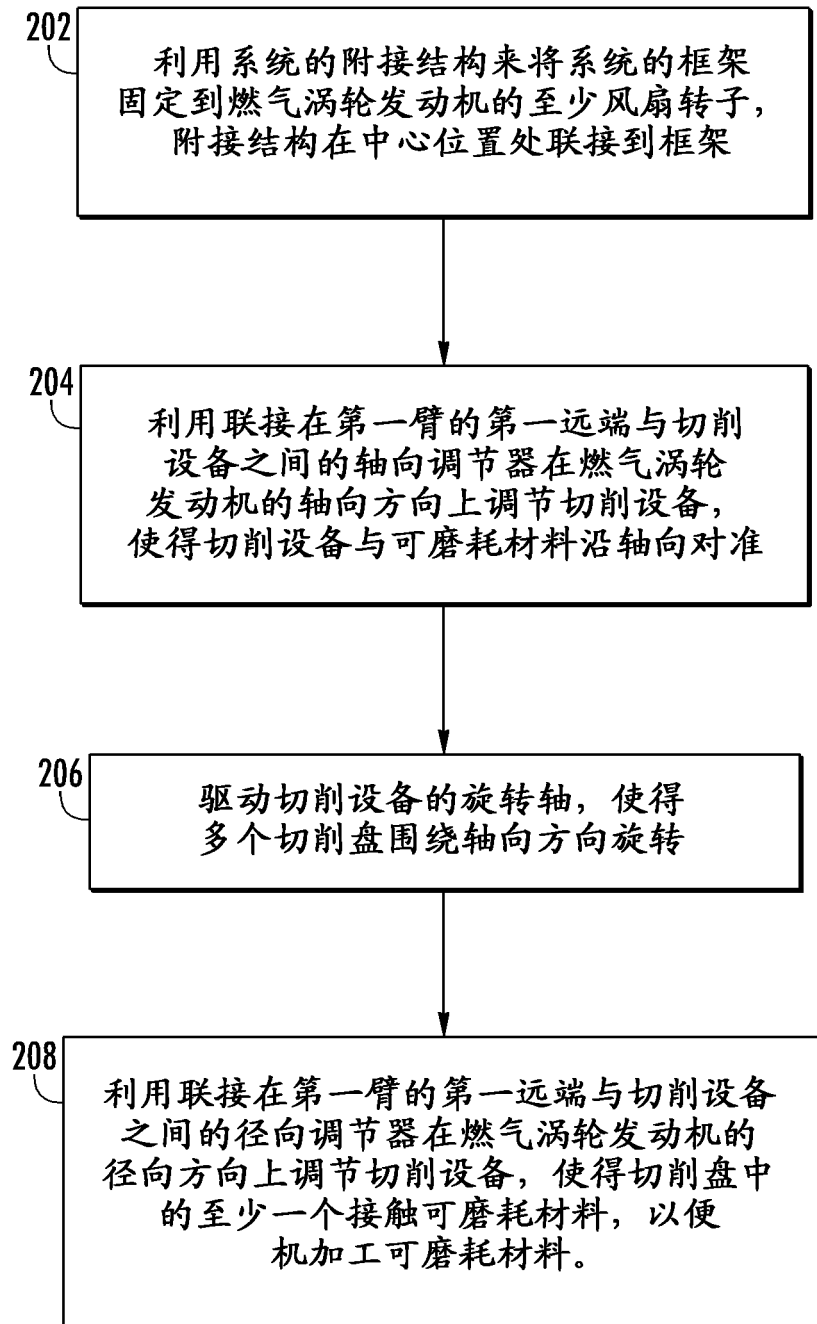 202
利用系统的附接结构来将系统的框架
固定到燃气涡轮发动机的至少风扇转子，
附接结构在中心位置处联接到框架
204
利用联接在第一臂的第一远端与切削
设备之间的轴向调节器在燃气涡轮
发动机的轴向方向上调节切削设备，
使得切削设备与可磨耗材料沿轴向对准
206
驱动切削设备的旋转轴，使得
多个切削盘围绕轴向方向旋转
208
利用联接在第一臂的第一远端与切削设备
之间的径向调节器在燃气涡轮发动机的
径向方向上调节切削设备，使得切削盘中
的至少一个接触可磨耗材料，以便
机加工可磨耗材料。